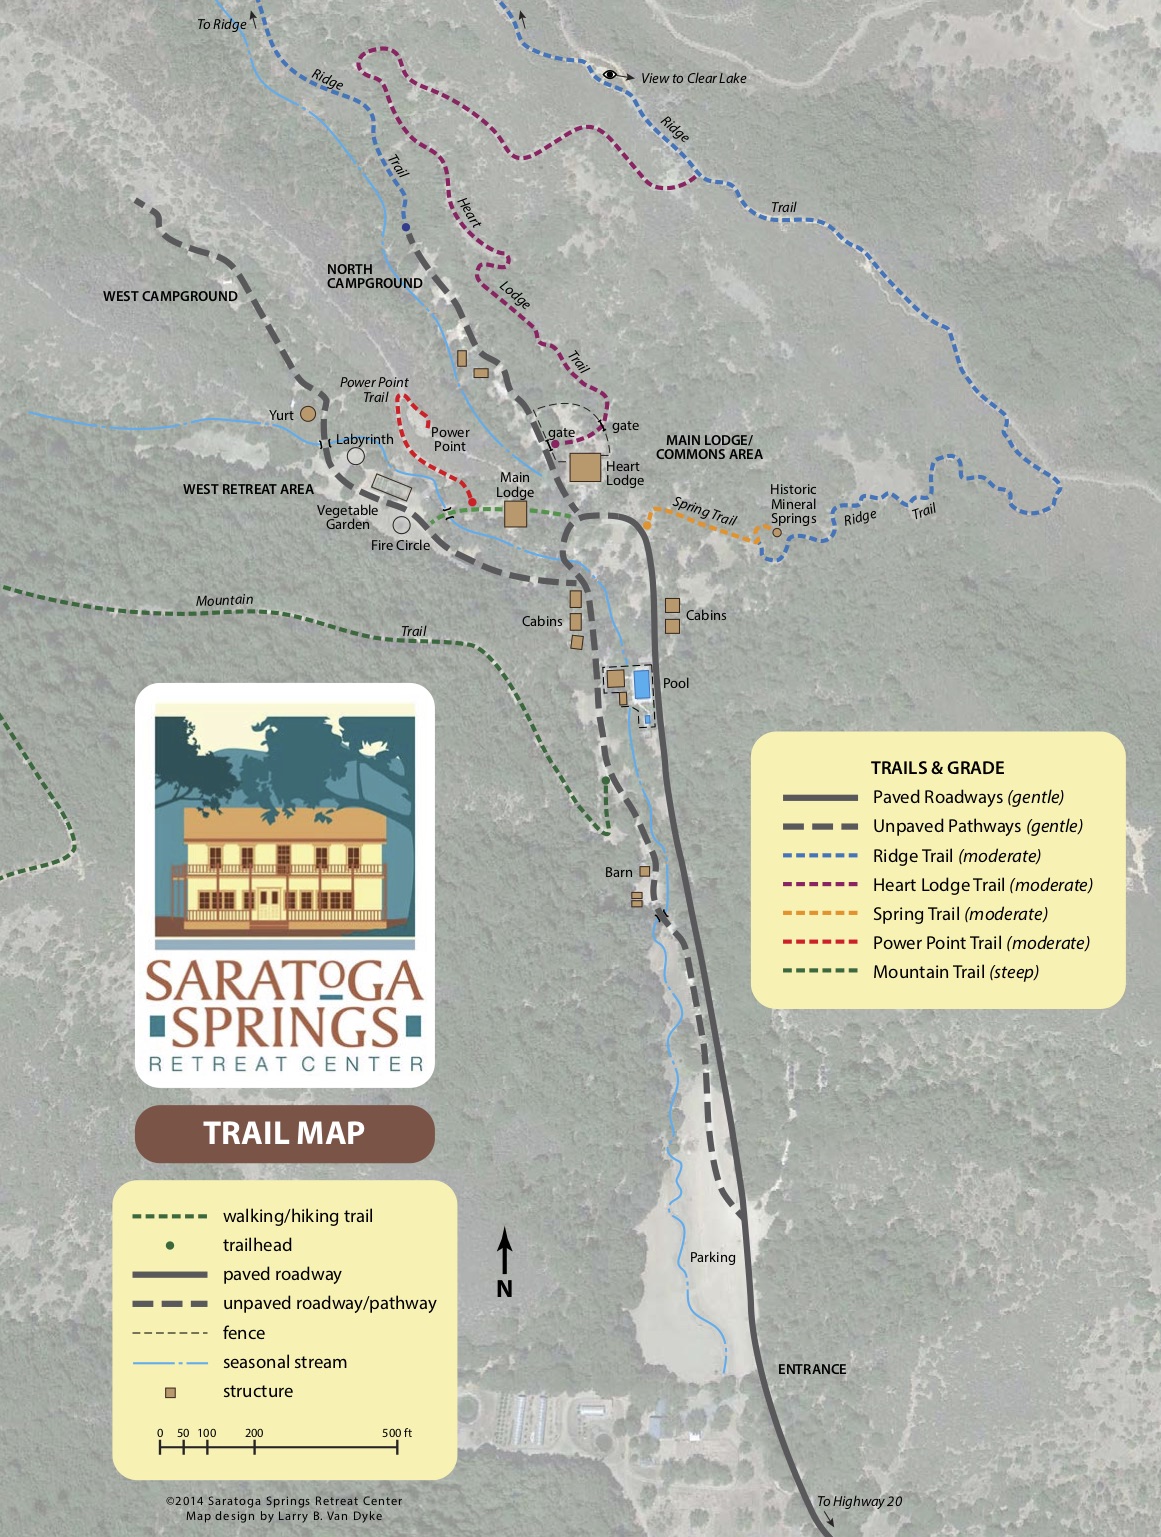 To Ridge
Ridge
Trail
View to Clear Lake
Ridge
Trail
Heart
Lodge
Trail
NORTH
CAMPGROUND
WEST CAMPGROUND
Power Point
Trail
Yurt
Labyrinth
Power
Point
gate
gate
MAIN LODGE/
COMMONS AREA
Heart
Lodge
Main
Lodge
WEST RETREAT AREA
Vegetable
Garden
Fire Circle
Spring Trail
Historic
Mineral
Springs
Ridge
Trail
Mountain
Trail
Cabins
Cabins
Pool
Barn
Parking
ENTRANCE
To Highway 20
TRAILS & GRADE
Paved Roadways (gentle)
Unpaved Pathways (gentle)
Ridge Trail (moderate)
Heart Lodge Trail (moderate)
Spring Trail (moderate)
Power Point Trail (moderate)
Mountain Trail (steep)
SARATOGA
SPRINGS
RETREAT CENTER
TRAIL MAP
walking/hiking trail
trailhead
paved roadway
unpaved roadway/pathway
fence
seasonal stream
structure
0 50 100 200 500 ft
N
©2014 Saratoga Springs Retreat Center
Map design by Larry B. Van Dyke